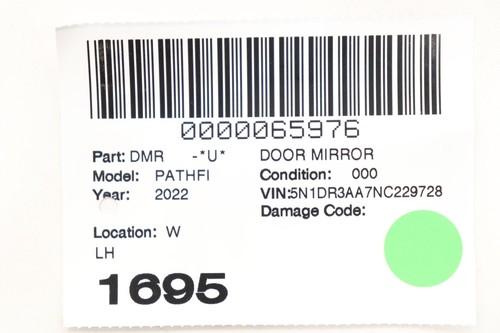 0000065976
Part: DMR -*U* DOOR MIRROR
Model: PATHFI Condition: 000
Year: 2022 VIN:5N1DR3AA7NC229728
Damage Code:
Location: W
LH
1695